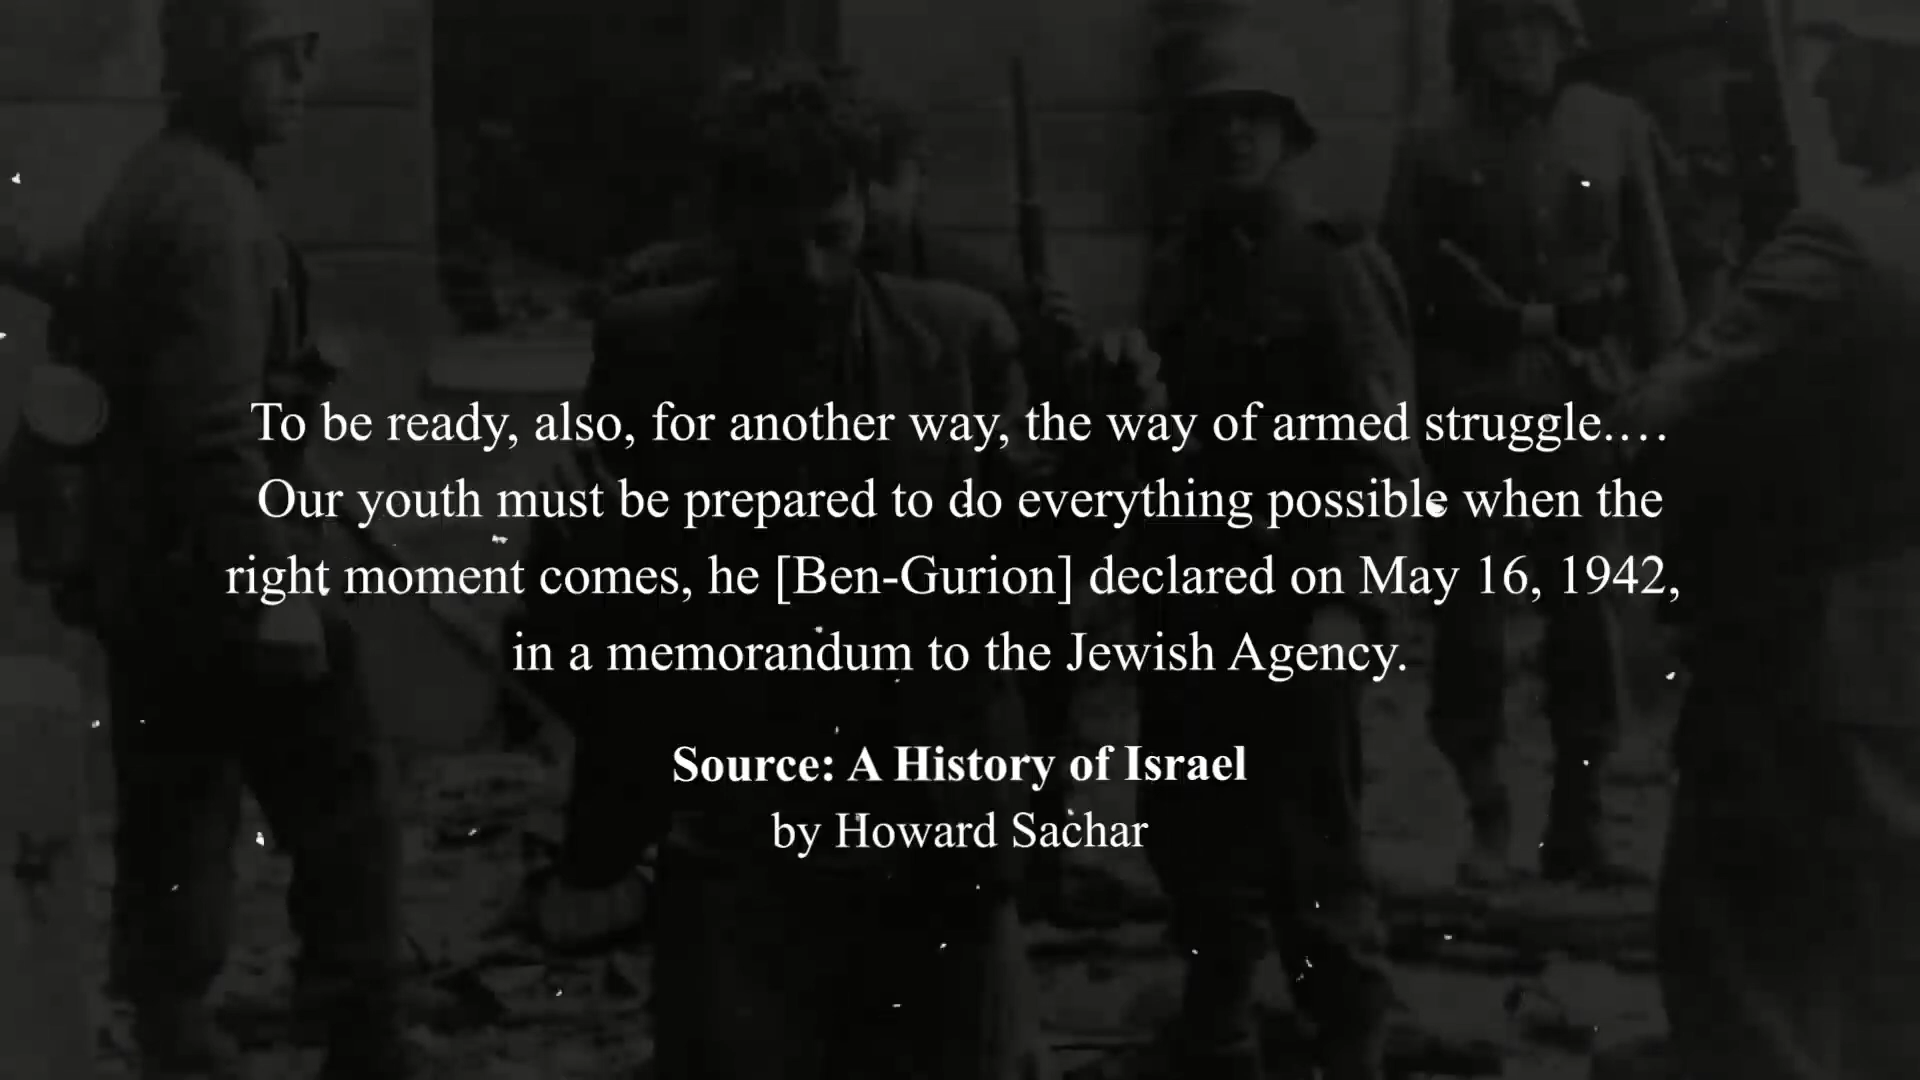 To be ready, also, for another way, the way of armed struggle.…
Our youth must be prepared to do everything possible when the
right moment comes, he [Ben-Gurion] declared on May 16, 1942,
in a memorandum to the Jewish Agency.
Source: A History of Israel
by Howard Sachar